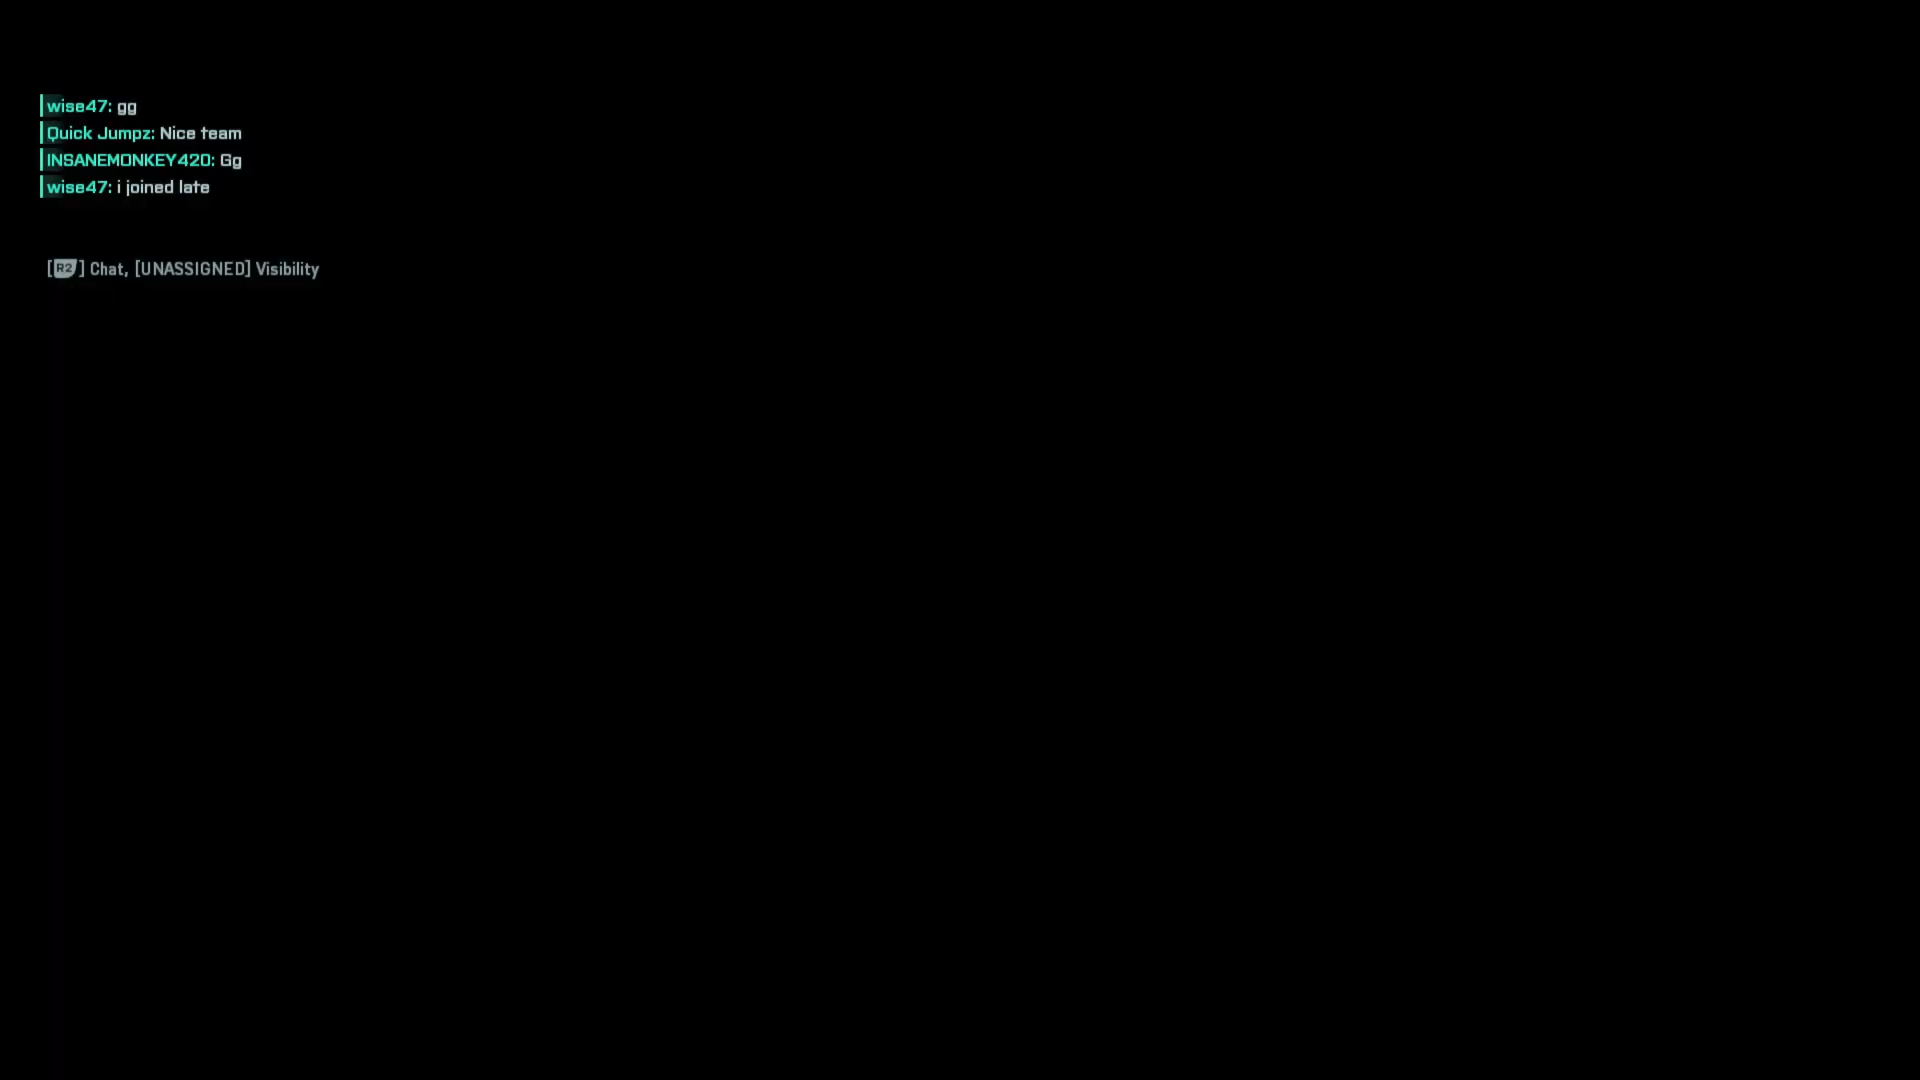 wise47: gg
Quick Jumpz: Nice team
INSANEMONKEY420: Gg
wise47: i joined late
[R2] Chat, [UNASSIGNED] Visibility